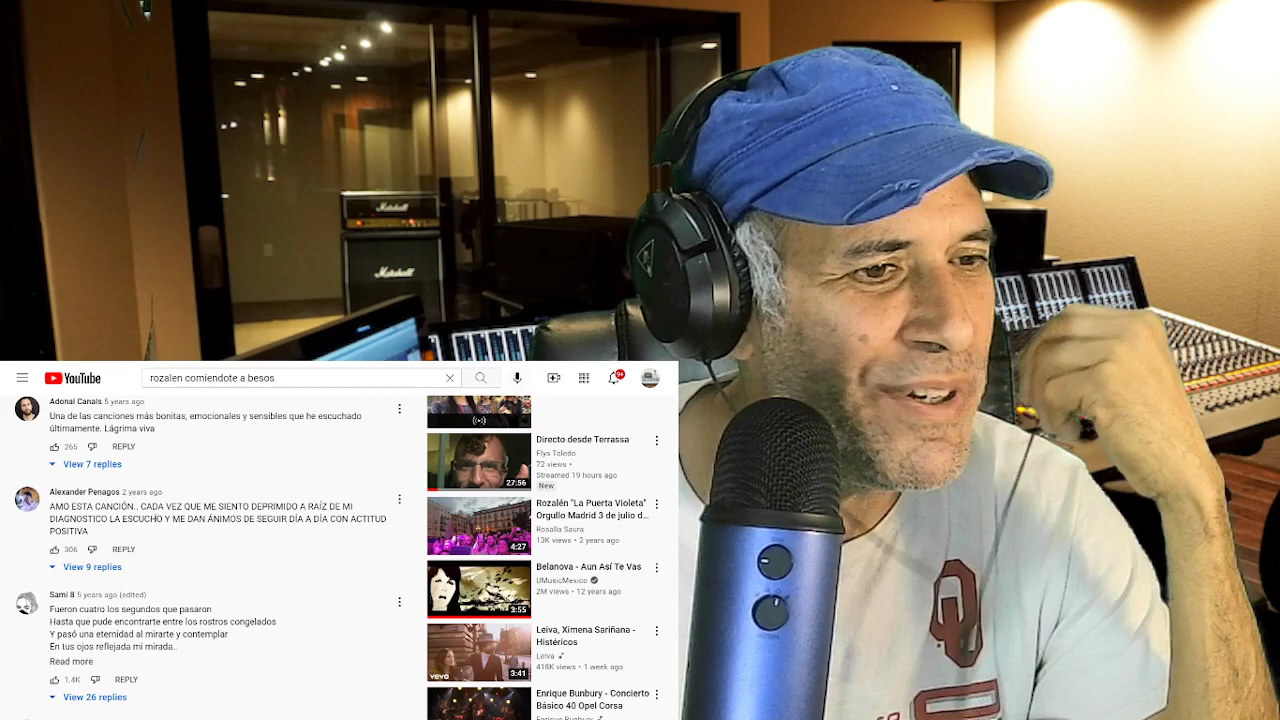 Marshall
Marshall
YouTube
rozalen comiendote a besos
9+
Adonai Canals 5 years ago
Una de las canciones más bonitas, emocionales y sensibles que he escuchado
últimamente. Lágrima viva
265 REPLY
View 7 replies
Alexander Penagos 2 years ago
AMO ESTA CANCIÓN.. CADA VEZ QUE ME SIENTO DEPRIMIDO A RAÍZ DE MI
DIAGNOSTICO LA ESCUCHO Y ME DAN ÁNIMOS DE SEGUIR DÍA A DÍA CON ACTITUD
POSITIVA
306 REPLY
View 9 replies
Sami 8 5 years ago (edited)
Fueron cuatro los segundos que pasaron
Hasta que pude encontrarte entre los rostros congelados
Y pasó una eternidad al mirarte y contemplar
En tus ojos reflejada mi mirada..
Read more
1.4K REPLY
View 26 replies
Directo desde Terrassa
Elys Toledo
72 views •
Streamed 19 hours ago
New
27:56
Rozalén "La Puerta Violeta"
Orgullo Madrid 3 de julio d...
Rosalía Saura
13K views • 2 years ago
4:27
Belanova - Aun Así Te Vas
UMusicMexico
2M views • 12 years ago
3:55
Leiva, Ximena Sariñana -
Histéricos
Leiva
418K views • 1 week ago
vevo
3:41
Enrique Bunbury - Concierto
Básico 40 Opel Corsa
Enrique Bunbury